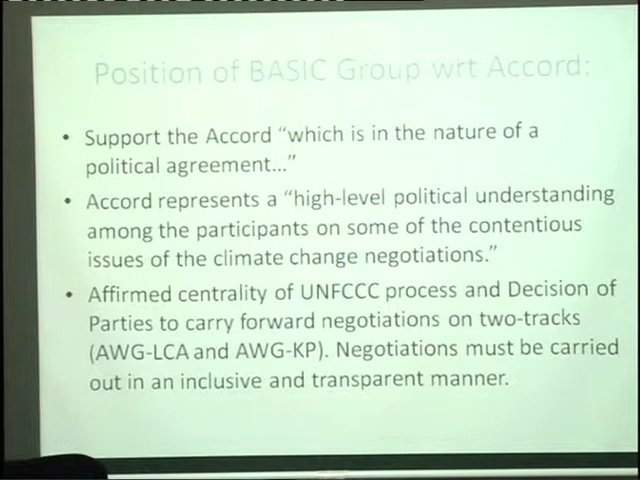 Position of BASIC Group wrt Accord:
• Support the Accord “which is in the nature of a
political agreement...”
• Accord represents a “high-level political understanding
among the participants on some of the contentious
issues of the climate change negotiations.”
• Affirmed centrality of UNFCCC process and Decision of
Parties to carry forward negotiations on two-tracks
(AWG-LCA and AWG-KP). Negotiations must be carried
out in an inclusive and transparent manner.